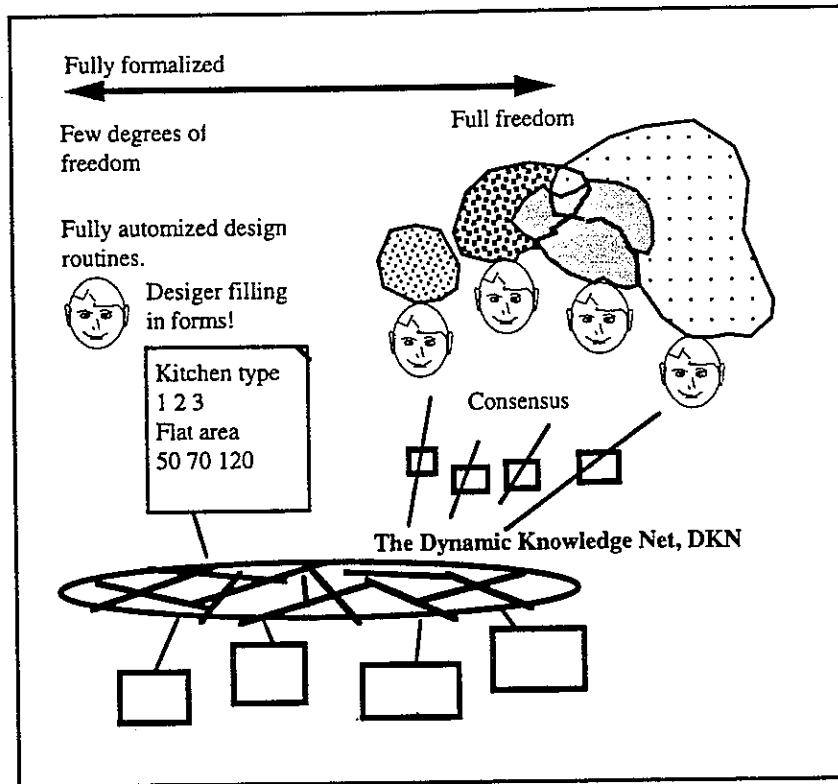 Fully formalized
Few degrees of
freedom
Full freedom
Fully automized design
routines.
Desiger filling
in forms!
Kitchen type
1 2 3
Flat area
50 70 120
Consensus
The Dynamic Knowledge Net, DKN